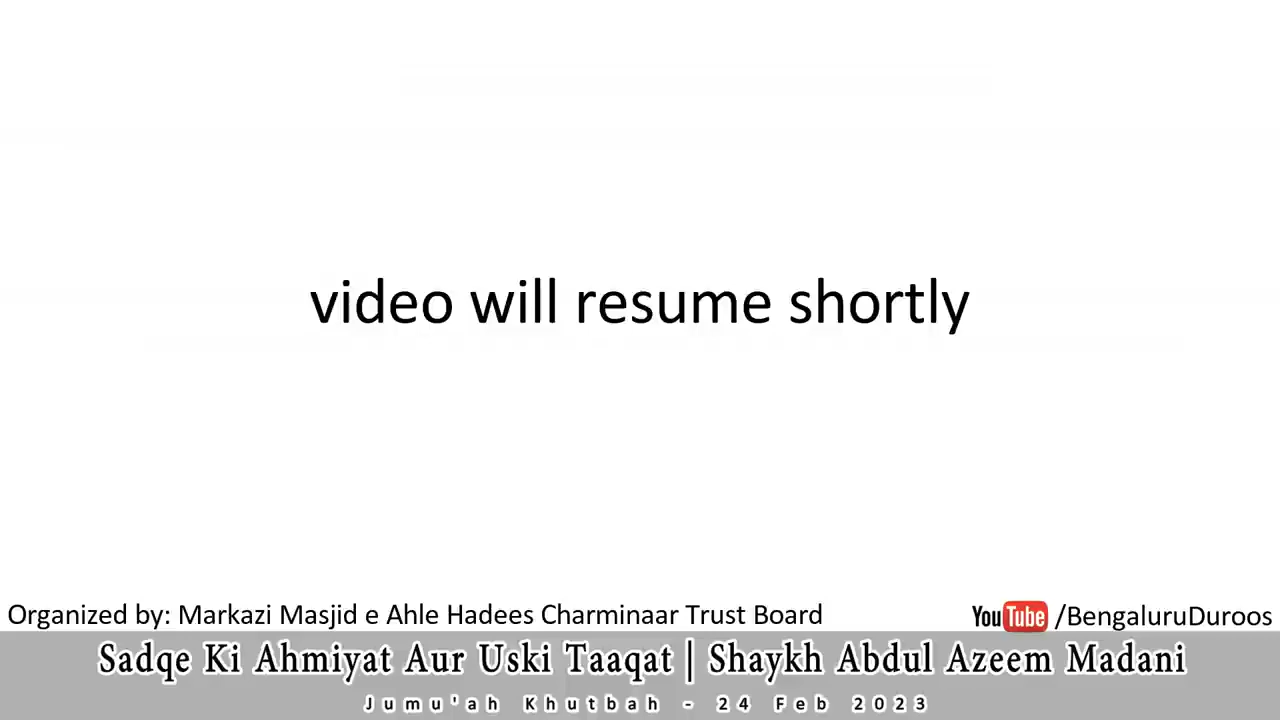 video will resume shortly
Organized by: Markazi Masjid e Ahle Hadees Charminaar Trust Board
YouTube /BengaluruDuroos
Sadqe Ki Ahmiyat Aur Uski Taaqat | Shaykh Abdul Azeem Madani
Jumu'ah Khutbah - 24 Feb 2023